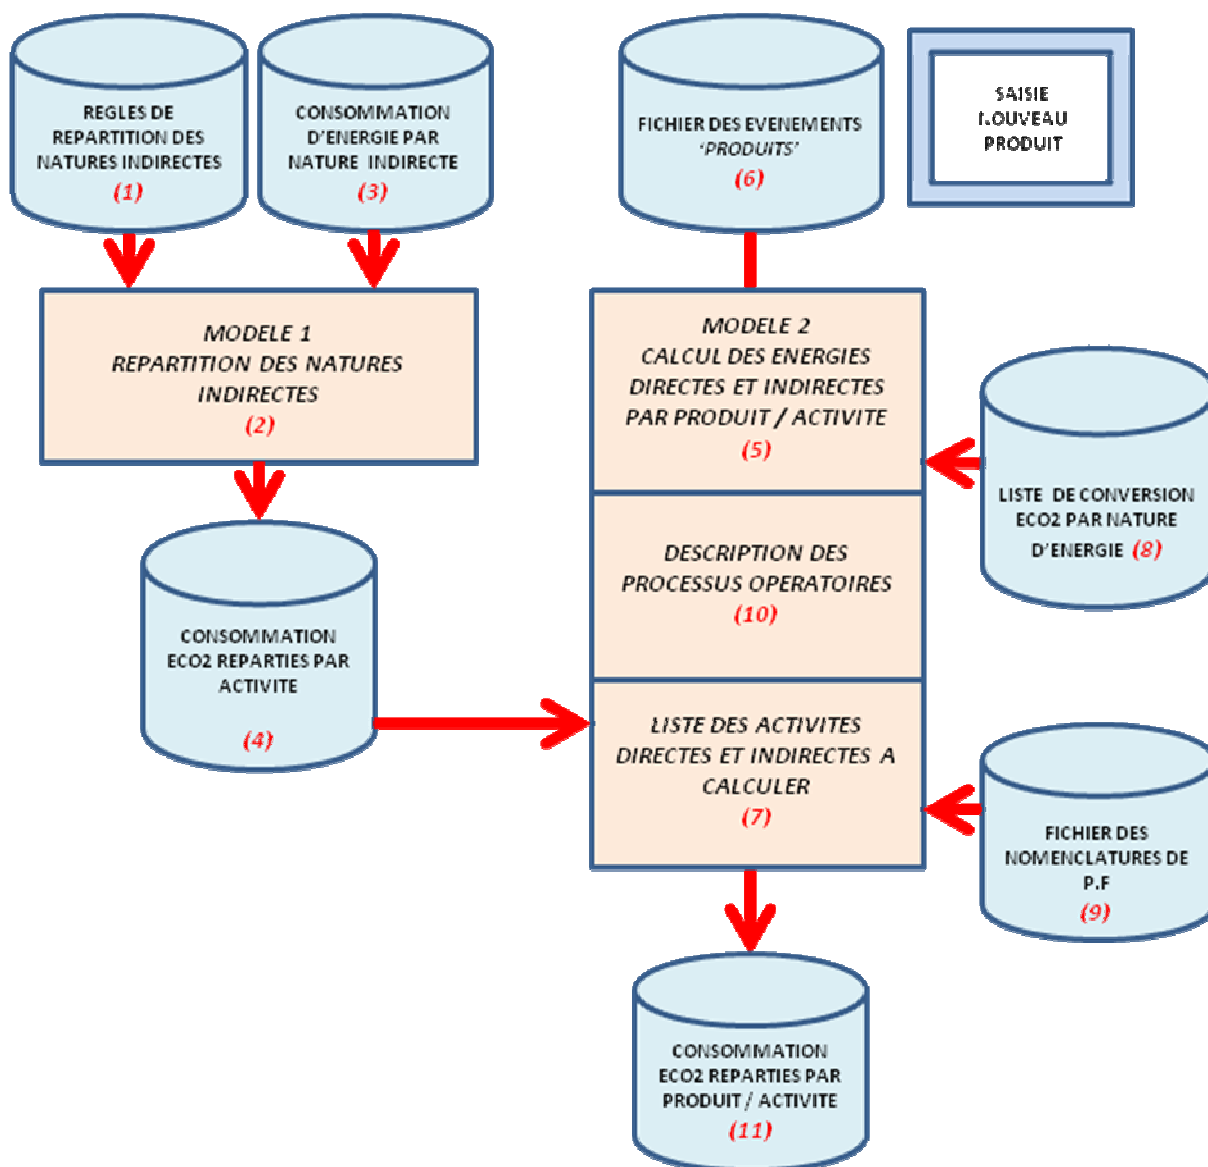 REGLES DE
REPARTITION DES
NATURES INDIRECTES
(1)
CONSOMMATION
D'ENERGIE PAR
NATURE INDIRECTE
(3)
FICHIER DES EVENEMENTS
'PRODUITS'
(6)
SAISIE
NOUVEAU
PRODUIT
MODELE 1
REPARTITION DES NATURES
INDIRECTES
(2)
MODELE 2
CALCUL DES ENERGIES
DIRECTES ET INDIRECTES
PAR PRODUIT / ACTIVITE
(5)
LISTE DE CONVERSION
ECO2 PAR NATURE
D'ENERGIE (8)
DESCRIPTION DES
PROCESSUS OPERATOIRES
(10)
CONSOMMATION
ECO2 REPARTIES PAR
ACTIVITE
(4)
LISTE DES ACTIVITES
DIRECTES ET INDIRECTES A
CALCULER
(7)
FICHIER DES
NOMENCLATURES DE
P.F
(9)
CONSOMMATION
ECO2 REPARTIES PAR
PRODUIT / ACTIVITE
(11)